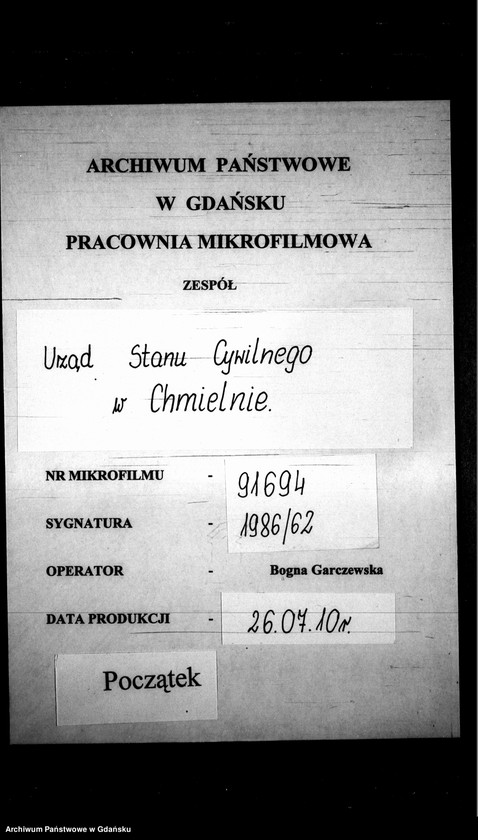 ARCHIWUM PAŃSTWOWE
W GDAŃSKU
PRACOWNIA MIKROFILMOWA
ZESPÓŁ
Urząd Stanu Cywilnego
w Chmielnie.
NR MIKROFILMU - 91694
SYGNATURA - 1986/62
OPERATOR - Bogna Garczewska
DATA PRODUKCJI - 26.07.10r.
Początek
Archiwum Państwowe w Gdańsku